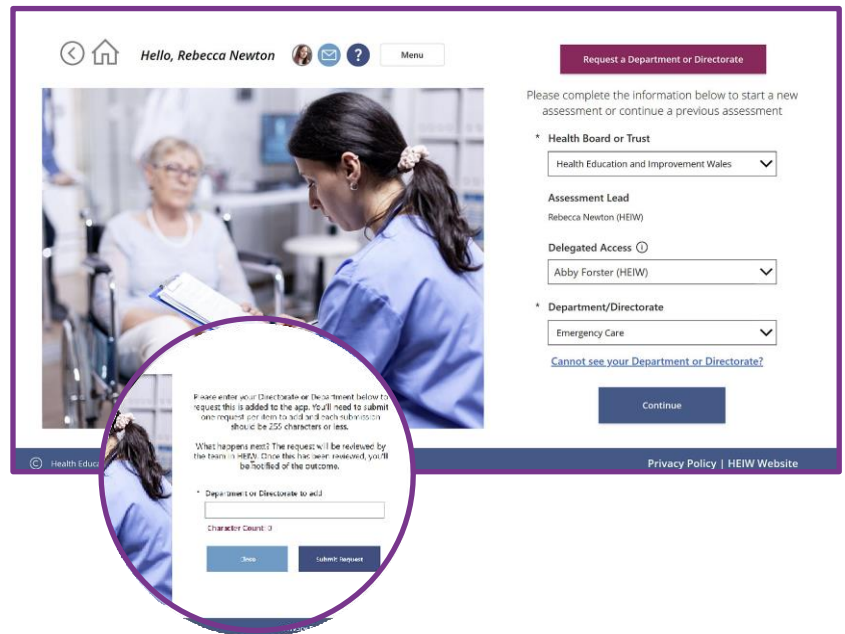 Hello, Rebecca Newton
?
Menu
Request a Department or Directorate
Please complete the information below to start a new
assessment or continue a previous assessment
* Health Board or Trust
Health Education and Improvement Wales
Assessment Lead
Rebecca Newton (HEIW)
Delegated Access ⓘ
Abby Forster (HEIW)
* Department/Directorate
Emergency Care
Cannot see your Department or Directorate?
Continue
© Health Educa
Privacy Policy | HEIW Website
Please enter your Directorate or Department below to
request this is added to the app. You'll need to submit
one request per item to add and each submission
should be 255 characters or less.
What happens next? The request will be reviewed by
the team in HEIW. Once this has been reviewed, you'll
be notified of the outcome.
* Department or Directorate to add
Character Count: 0
Submit Request